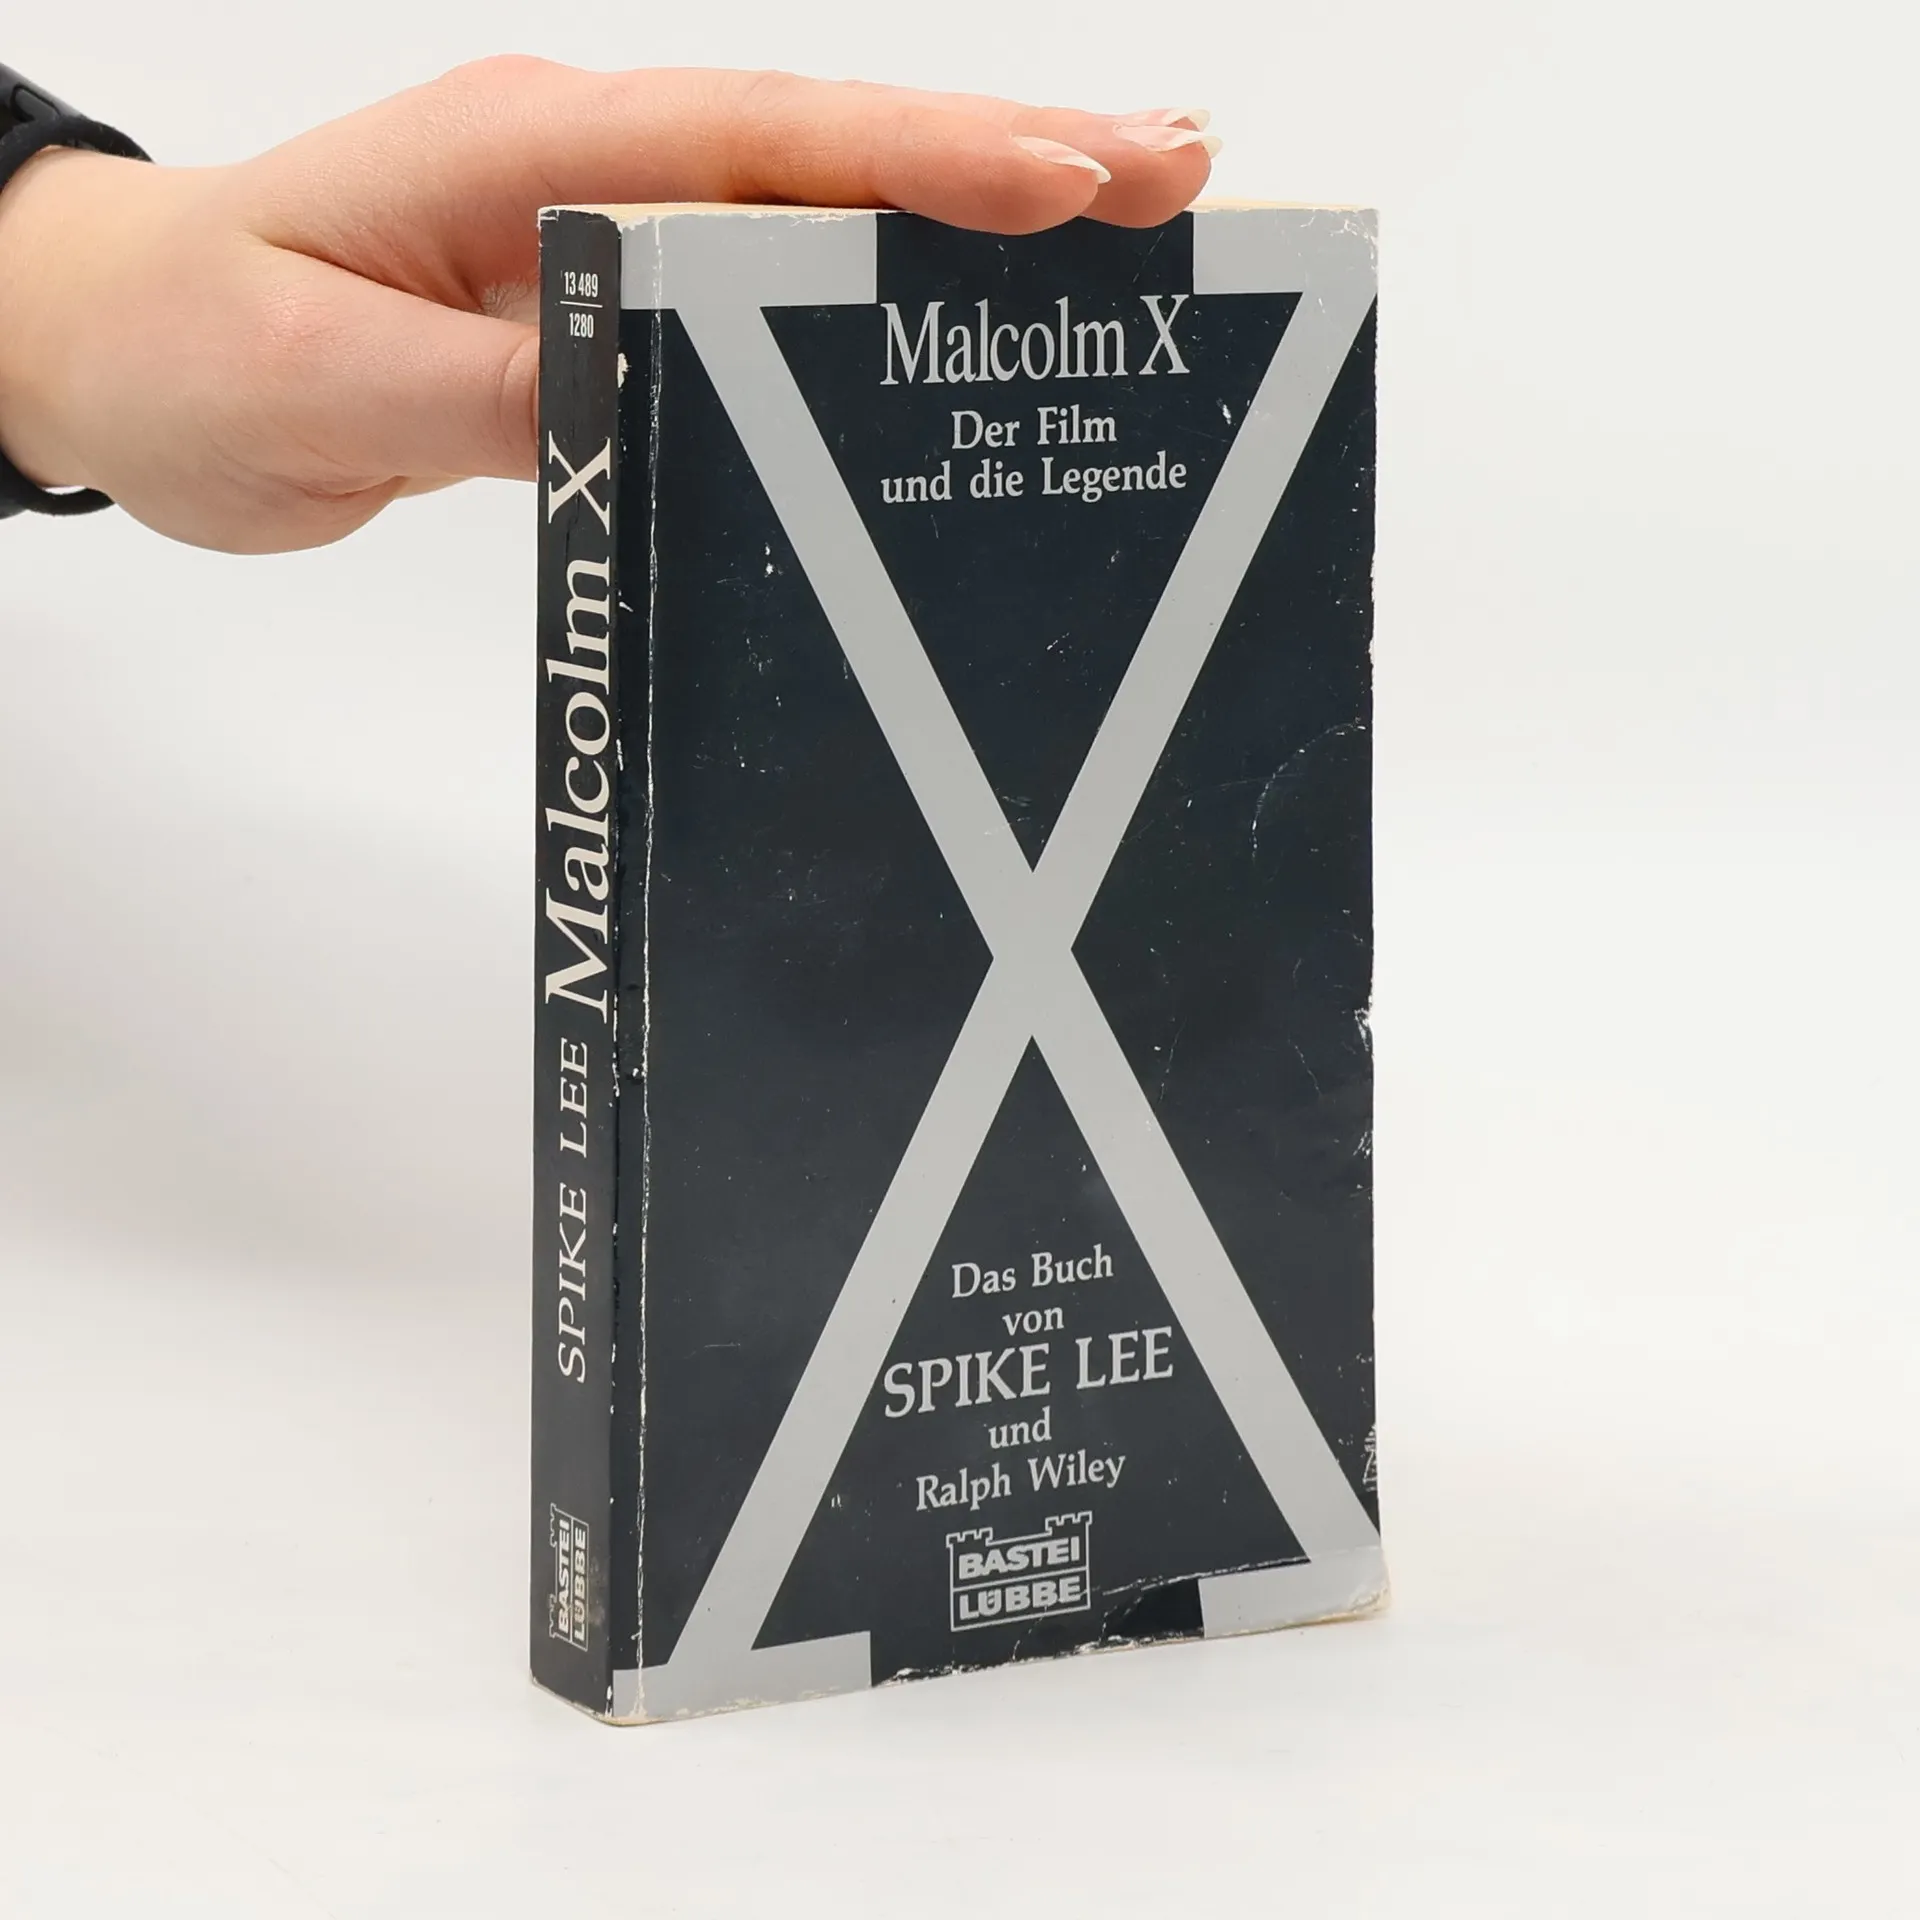 13 489
1280
SPIKE LEE Malcolm X
BASTEI
LÜBBE
Malcolm X
Der Film
und die Legende
Das Buch
von
SPIKE LEE
und
Ralph Wiley
BASTEI
LÜBBE